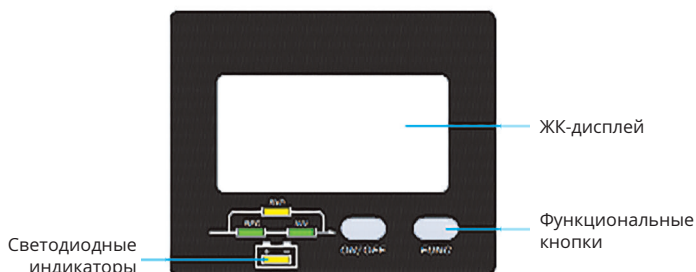 ЖК-дисплей
Функциональные
кнопки
Светодиодные
индикаторы
ON/OFF
FUNC